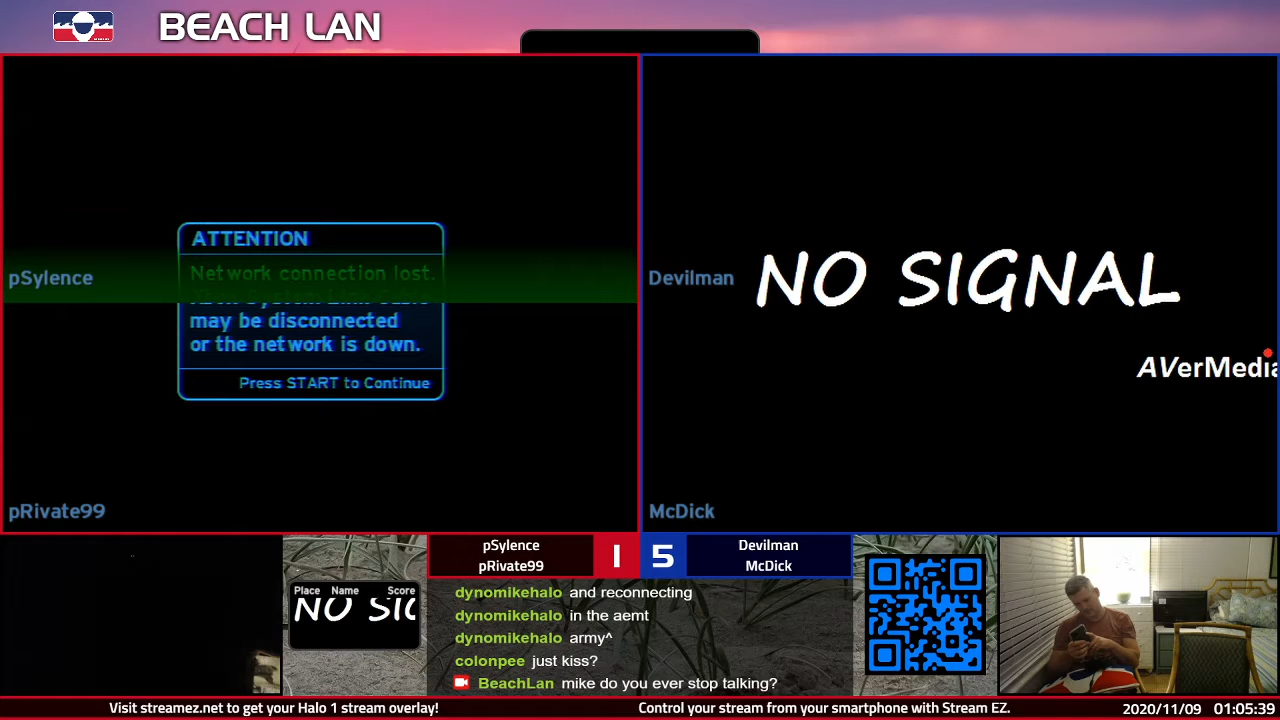 BEACH LAN
ATTENTION
Network connection lost.
may be disconnected
or the network is down.
Press START to Continue
pSylence
pRivate99
NO SIGNAL
AVerMedia
Devilman
McDick
Place Name Score
NO SIG
pSylence
pRivate99
1 5
Devilman
McDick
dynomikehalo and reconnecting
dynomikehalo in the aemt
dynomikehalo army^
colonpee just kiss?
BeachLan mike do you ever stop talking?
Visit streamez.net to get your Halo 1 stream overlay!
Control your stream from your smartphone with Stream EZ.
2020/11/09 01:05:39